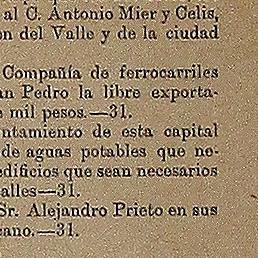 al C. Antonio Mier y Celis,
n del Valle y de la ciudad
Compañía de ferrocarriles
an Pedro la libre exporta-
e mil pesos.—31.
ntamiento de esta capital
de aguas potables que ne-
edificios que sean necesarios
alles—31.
Sr. Alejandro Prieto en sus
cano.—31.